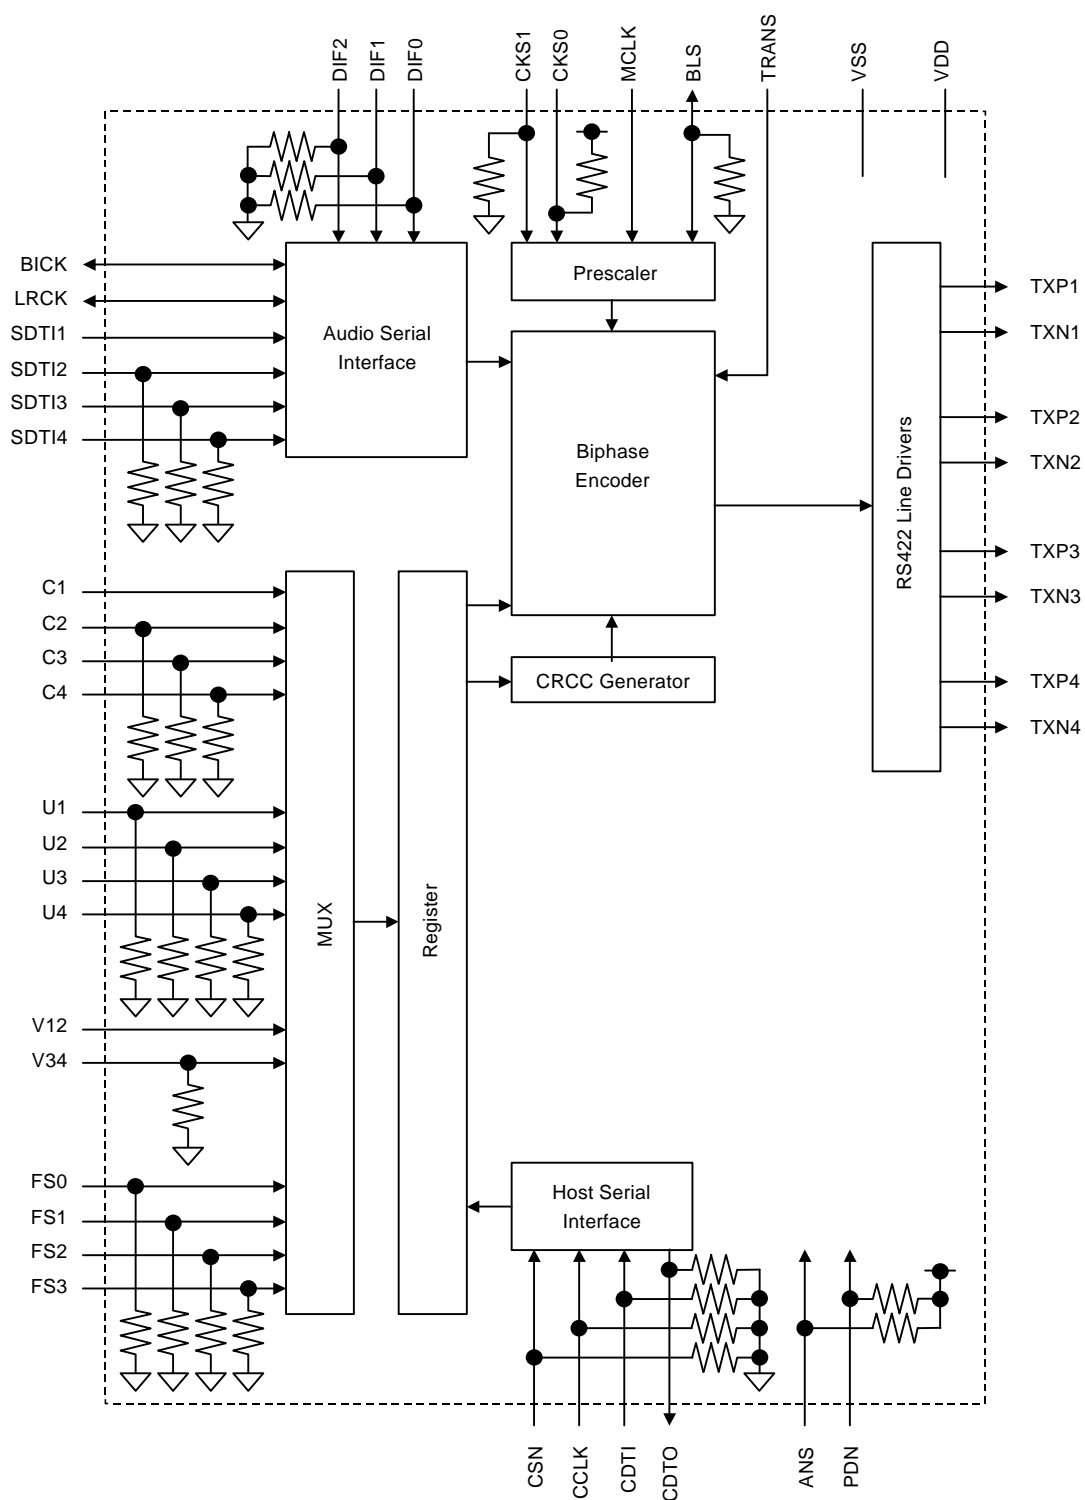 DIF2
DIF1
DIF0
CKS1
CKS0
MCLK
BLS
TRANS
VSS
VDD
BICK
LRCK
SDTI1
SDTI2
SDTI3
SDTI4
Audio Serial
Interface
Prescaler
Biphase
Encoder
CRCC Generator
RS422 Line Drivers
TXP1
TXN1
TXP2
TXN2
TXP3
TXN3
TXP4
TXN4
C1
C2
C3
C4
U1
U2
U3
U4
V12
V34
FS0
FS1
FS2
FS3
MUX
Register
Host Serial
Interface
CSN
CCLK
CDTI
CDTO
ANS
PDN